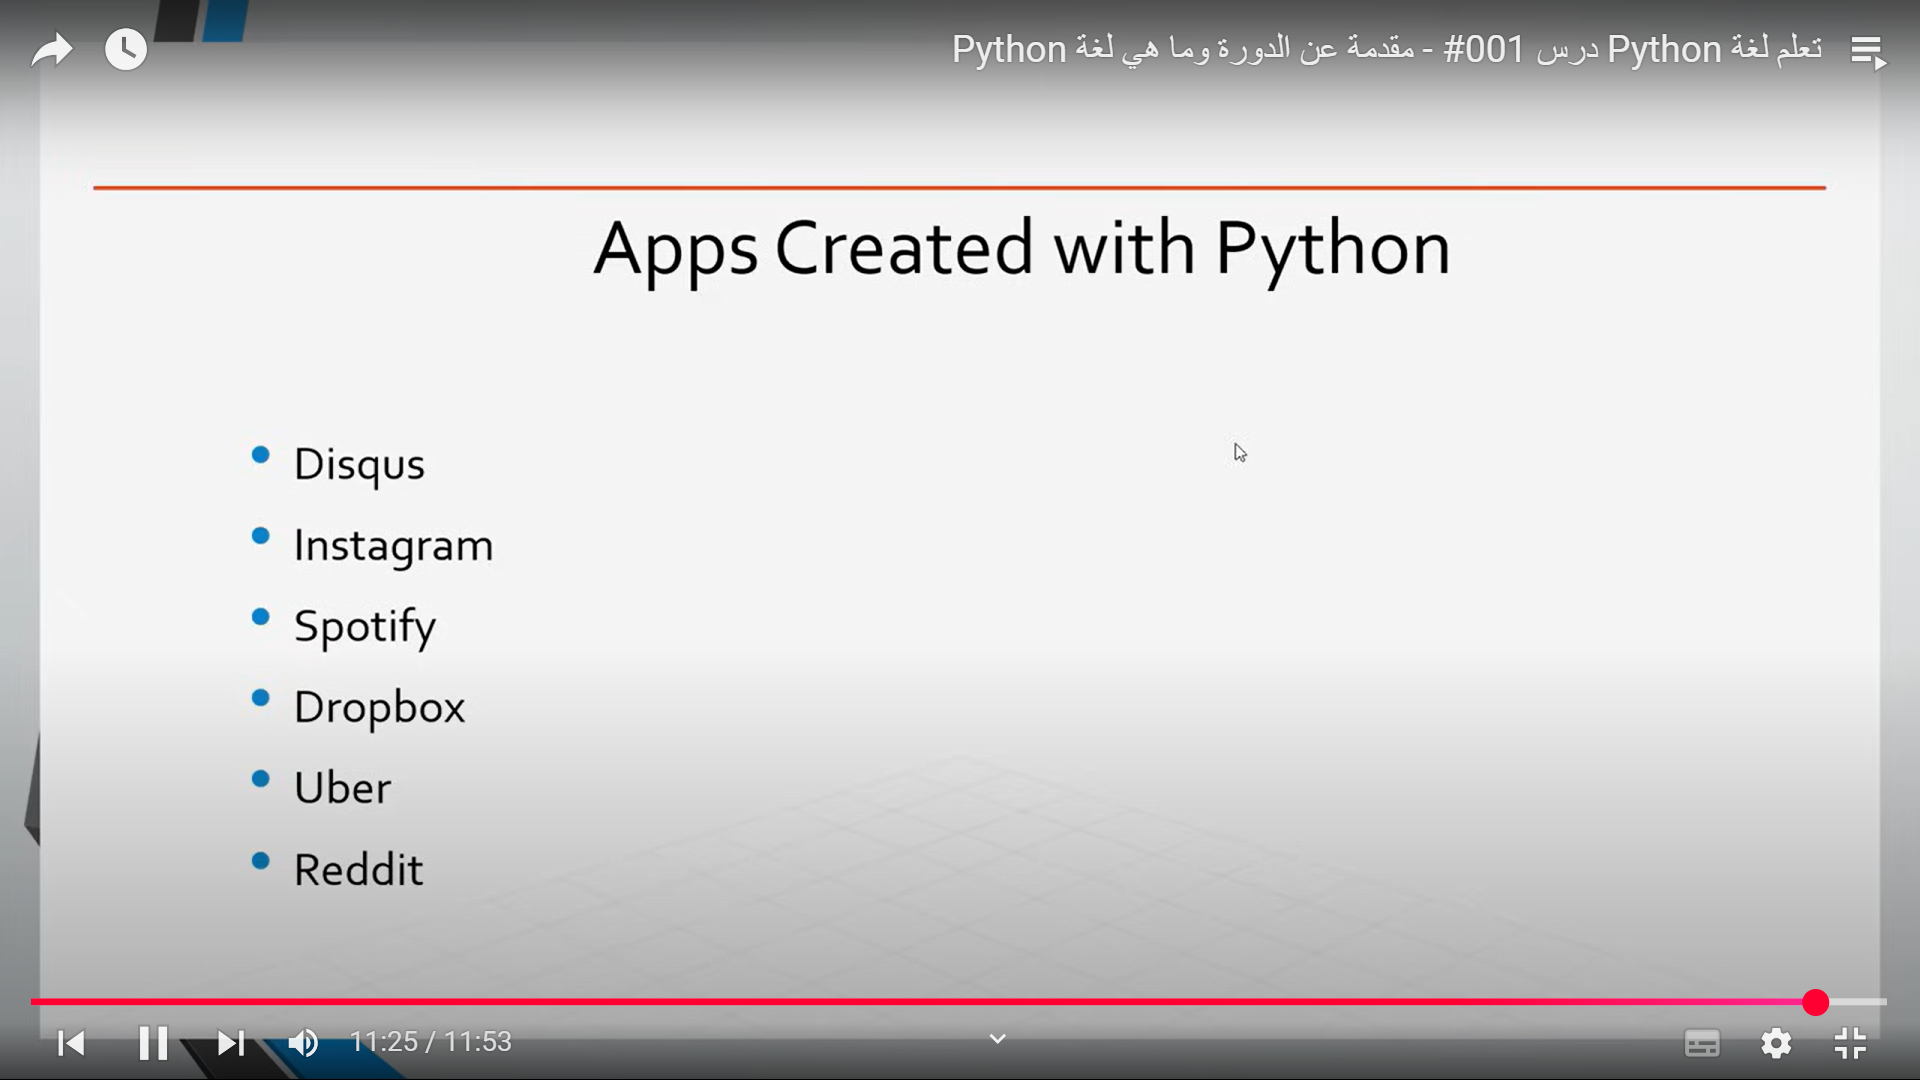 تعلم لغة Python درس 001# - مقدمة عن الدورة وما هي لغة Python
Apps Created with Python
Disqus
Instagram
Spotify
Dropbox
Uber
Reddit
11:25 / 11:53